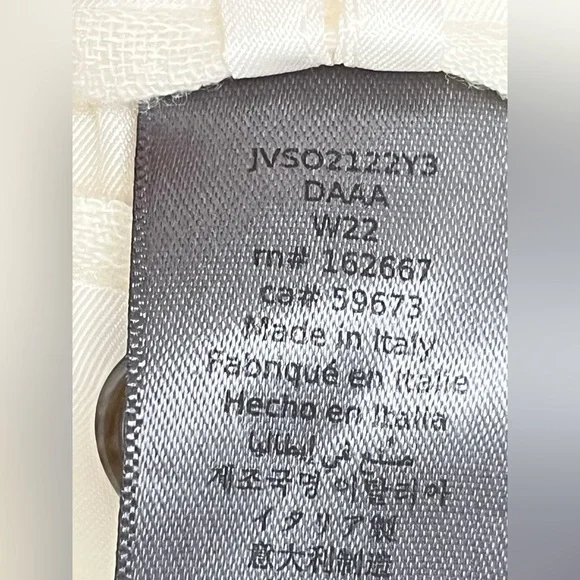 JVSO2122Y3
DAAA
W22
rn# 162667
ca# 59673
Made in Italy
Fabriqué en Italie
Hecho en Italia
صنع في إيطاليا
제조국명 이탈리아
イタリア製
意大利制造